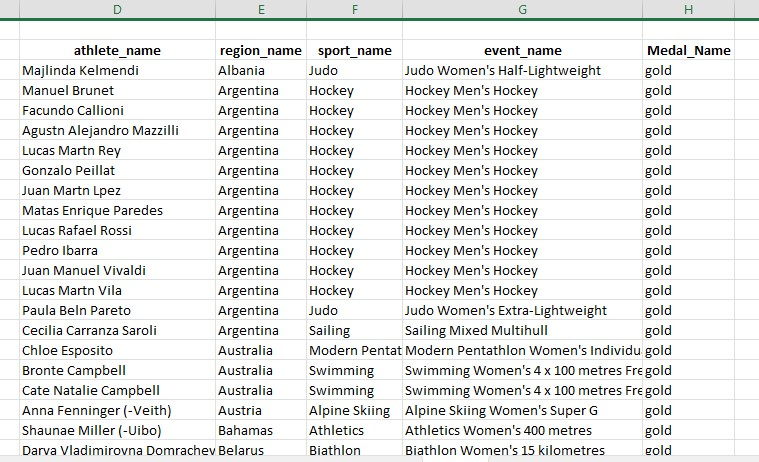 D E F G H
athlete_name region_name sport_name event_name Medal_Name
Majlinda Kelmendi Albania Judo Judo Women's Half-Lightweight gold
Manuel Brunet Argentina Hockey Hockey Men's Hockey gold
Facundo Callioni Argentina Hockey Hockey Men's Hockey gold
Agustn Alejandro Mazzilli Argentina Hockey Hockey Men's Hockey gold
Lucas Martn Rey Argentina Hockey Hockey Men's Hockey gold
Gonzalo Peillat Argentina Hockey Hockey Men's Hockey gold
Juan Martn Lpez Argentina Hockey Hockey Men's Hockey gold
Matas Enrique Paredes Argentina Hockey Hockey Men's Hockey gold
Lucas Rafael Rossi Argentina Hockey Hockey Men's Hockey gold
Pedro Ibarra Argentina Hockey Hockey Men's Hockey gold
Juan Manuel Vivaldi Argentina Hockey Hockey Men's Hockey gold
Lucas Martn Vila Argentina Hockey Hockey Men's Hockey gold
Paula Beln Pareto Argentina Judo Judo Women's Extra-Lightweight gold
Cecilia Carranza Saroli Argentina Sailing Sailing Mixed Multihull gold
Chloe Esposito Australia Modern Pentat Modern Pentathlon Women's Individu gold
Bronte Campbell Australia Swimming Swimming Women's 4 x 100 metres Fre gold
Cate Natalie Campbell Australia Swimming Swimming Women's 4 x 100 metres Fre gold
Anna Fenninger (-Veith) Austria Alpine Skiing Alpine Skiing Women's Super G gold
Shaunae Miller (-Uibo) Bahamas Athletics Athletics Women's 400 metres gold
Darya Vladimirovna Domrachev Belarus Biathlon Biathlon Women's 15 kilometres gold